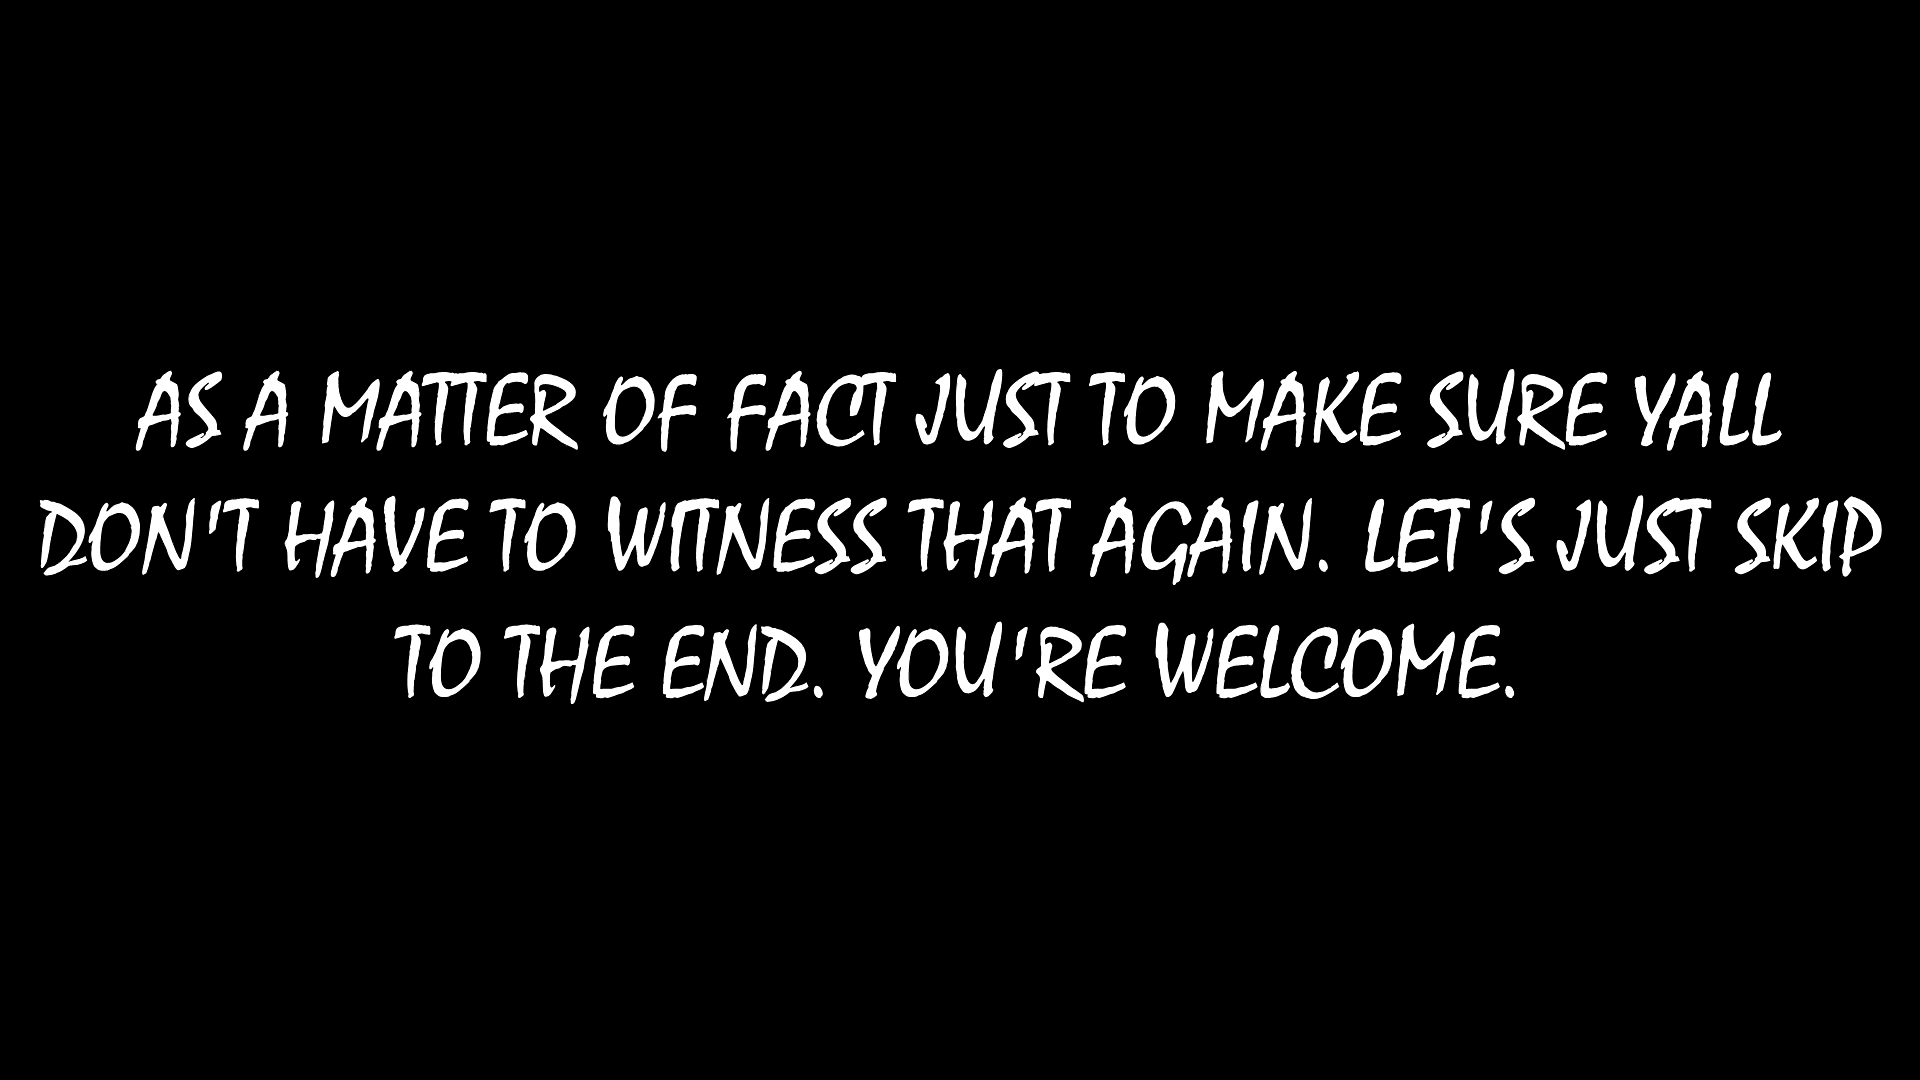 AS A MATTER OF FACT JUST TO MAKE SURE YALL
DON'T HAVE TO WITNESS THAT AGAIN. LET'S JUST SKIP
TO THE END. YOU'RE WELCOME.